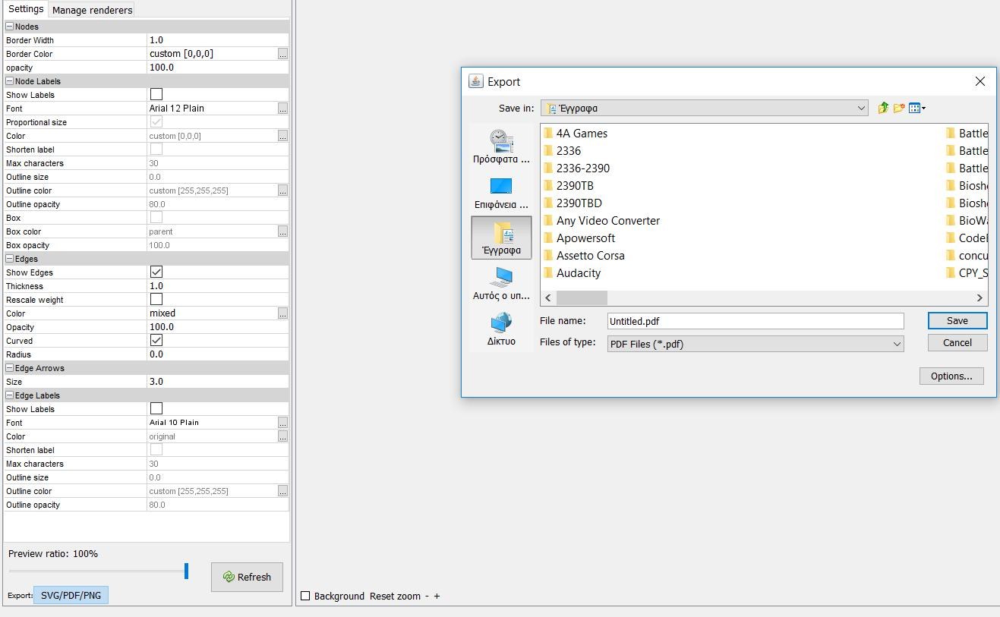 Settings Manage renderers
Nodes
Border Width 1.0
Border Color custom [0,0,0] ...
opacity 100.0
Node Labels
Show Labels
Font Arial 12 Plain ...
Proportional size
Color custom [0,0,0] ...
Shorten label
Max characters 30
Outline size 0.0
Outline color custom [255,255,255] ...
Outline opacity 80.0
Box
Box color parent ...
Box opacity 100.0
Edges
Show Edges
Thickness 1.0
Rescale weight
Color mixed ...
Opacity 100.0
Curved
Radius 0.0
Edge Arrows
Size 3.0
Edge Labels
Show Labels
Font Arial 10 Plain ...
Color original ...
Shorten label
Max characters 30
Outline size 0.0
Outline color custom [255,255,255] ...
Outline opacity 80.0
Preview ratio: 100%
Refresh
Export: SVG/PDF/PNG
Background Reset zoom - +
Export
Save in: Έγγραφα
Πρόσφατα ...
Επιφάνεια ...
Έγγραφα
Αυτός ο υπ...
Δίκτυο
4A Games
2336
2336-2390
2390TB
2390TBD
Any Video Converter
Apowersoft
Assetto Corsa
Audacity
Battle
Battle
Battle
Biosh
Biosh
BioWa
CodeB
concu
CPY_S
File name: Untitled.pdf Save
Files of type: PDF Files (*.pdf) Cancel
Options...